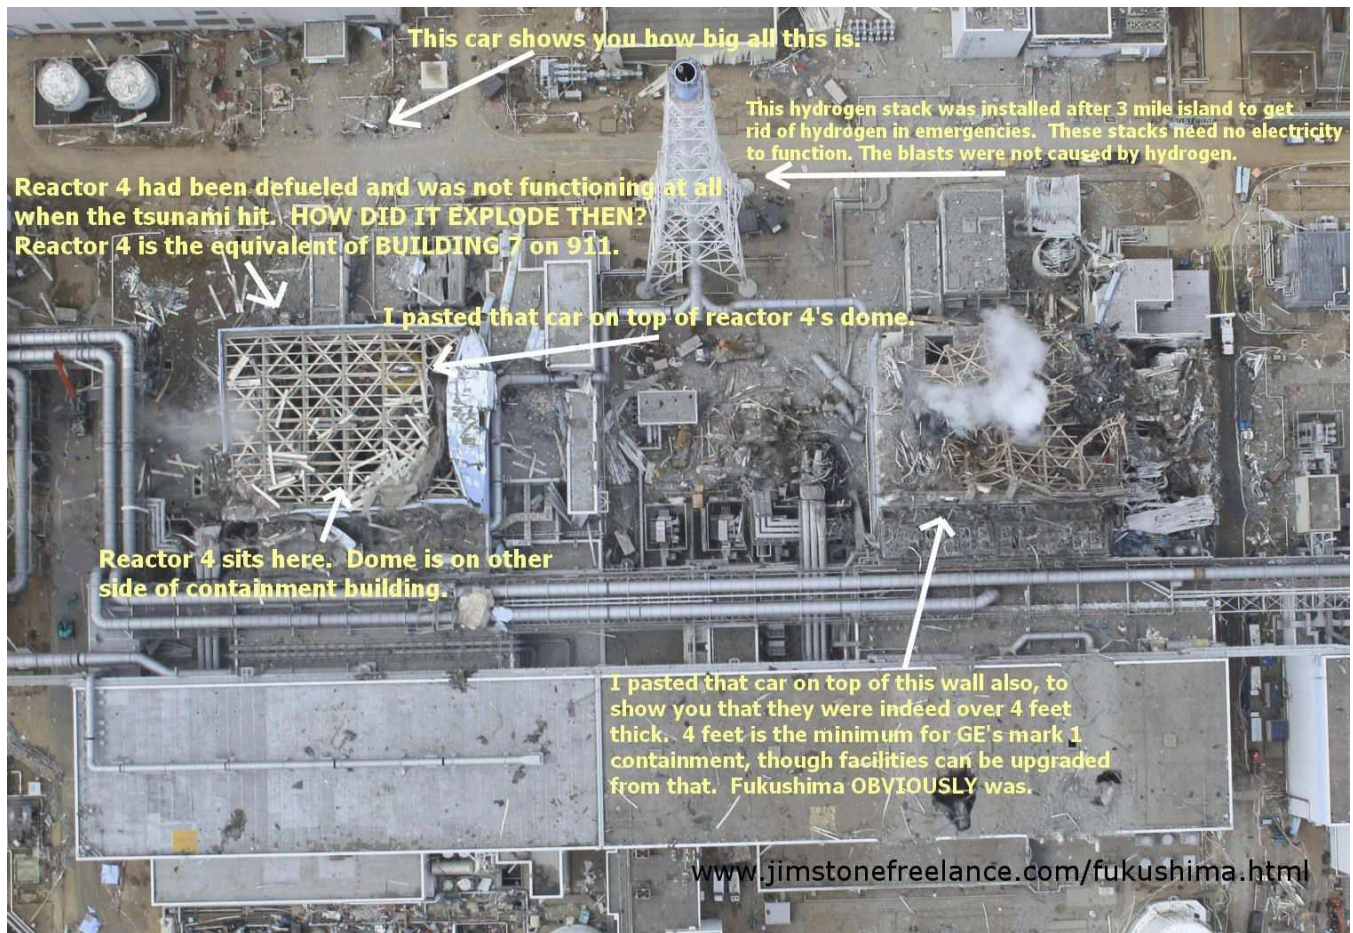 This car shows you how big all this is.
This hydrogen stack was installed after 3 mile island to get
rid of hydrogen in emergencies.  These stacks need no electricity
to function. The blasts were not caused by hydrogen.
Reactor 4 had been defueled and was not functioning at all
when the tsunami hit.  HOW DID IT EXPLODE THEN?
Reactor 4 is the equivalent of BUILDING 7 on 911.
I pasted that car on top of reactor 4's dome.
Reactor 4 sits here.  Dome is on other
side of containment building.
I pasted that car on top of this wall also, to
show you that they were indeed over 4 feet
thick.  4 feet is the minimum for GE's mark 1
containment, though facilities can be upgraded
from that.  Fukushima OBVIOUSLY was.
www.jimstonefreelance.com/fukushima.html